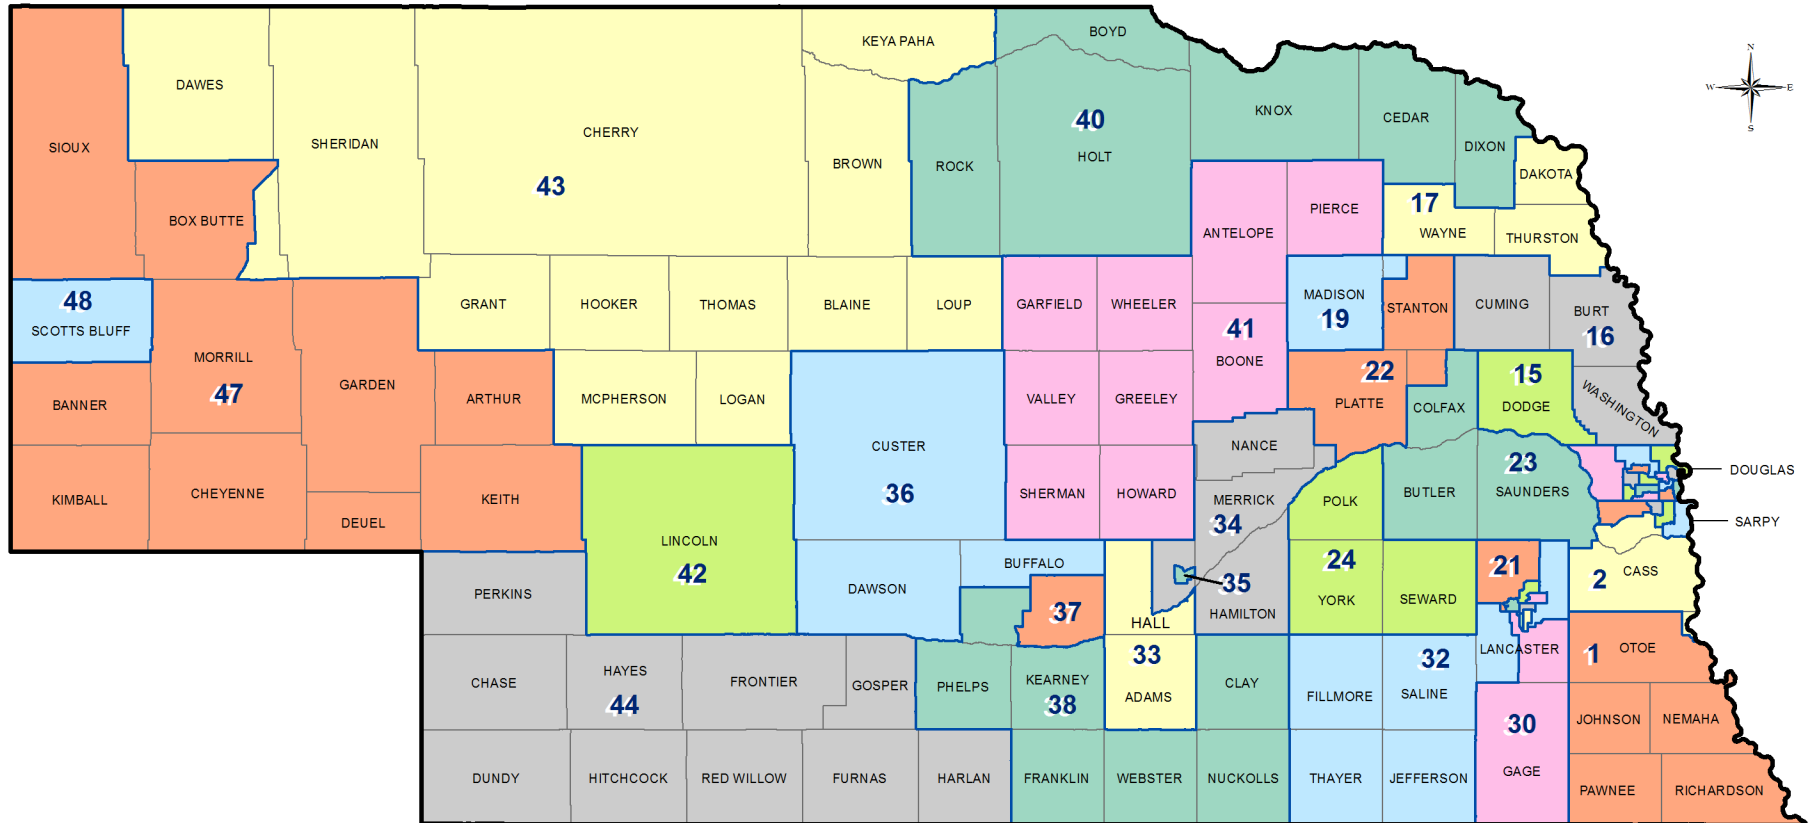 BOYD
KEYA PAHA
N
DAWES
W
E
KNOX
CEDAR
40
S
CHERRY
SIOUX
SHERIDAN
DIXON
HOLT
BROWN
ROCK
DAKOTA
43
17
PIERCE
BOX BUTTE
ANTELOPE
WAYNE
THURSTON
48
MADISON
GRANT
HOOKER
THOMAS
BLAINE
LOUP
GARFIELD
WHEELER
STANTON
CUMING
BURT
SCOTTS BLUFF
41
19
16
MORRILL
BOONE
22
15
GARDEN
47
ARTHUR
MCPHERSON
LOGAN
VALLEY
GREELEY
PLATTE
COLFAX
DODGE
WASHINGTON
BANNER
CUSTER
NANCE
23
DOUGLAS
KIMBALL
CHEYENNE
KEITH
36
SHERMAN
HOWARD
MERRICK
POLK
BUTLER
SAUNDERS
DEUEL
34
SARPY
LINCOLN
42
BUFFALO
24
21
CASS
2
PERKINS
DAWSON
35
YORK
SEWARD
37
HALL
HAMILTON
33
32
LANCASTER
1
OTOE
CHASE
HAYES
FRONTIER
GOSPER
PHELPS
KEARNEY
CLAY
44
38
ADAMS
FILLMORE
SALINE
30
JOHNSON
NEMAHA
DUNDY
HITCHCOCK
RED WILLOW
FURNAS
HARLAN
FRANKLIN
WEBSTER
NUCKOLLS
THAYER
JEFFERSON
GAGE
PAWNEE
RICHARDSON